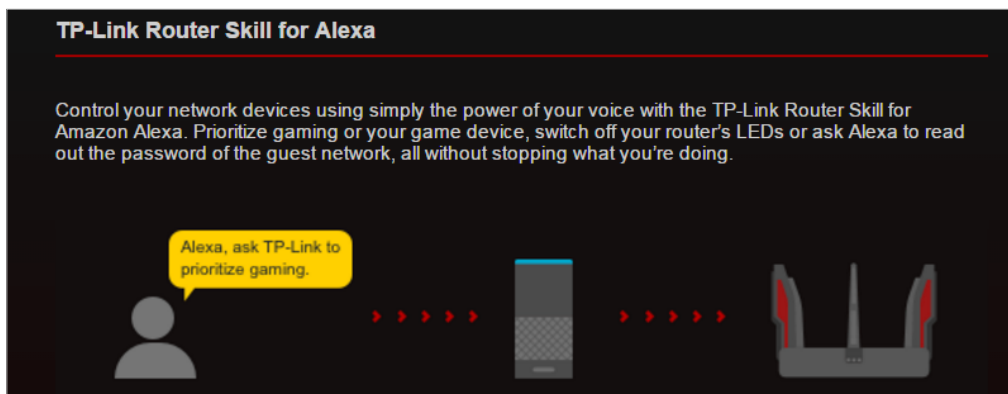 TP-Link Router Skill for Alexa
Control your network devices using simply the power of your voice with the TP-Link Router Skill for
Amazon Alexa. Prioritize gaming or your game device, switch off your router's LEDs or ask Alexa to read
out the password of the guest network, all without stopping what you're doing.
Alexa, ask TP-Link to
prioritize gaming.